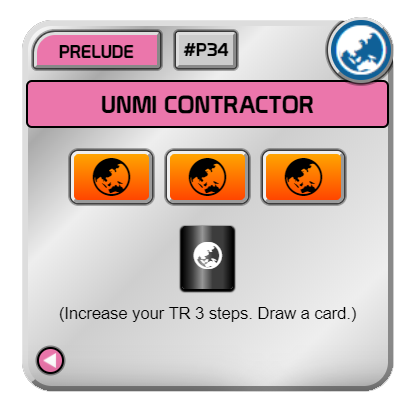 PRELUDE
#P34
UNMI CONTRACTOR
(Increase your TR 3 steps. Draw a card.)